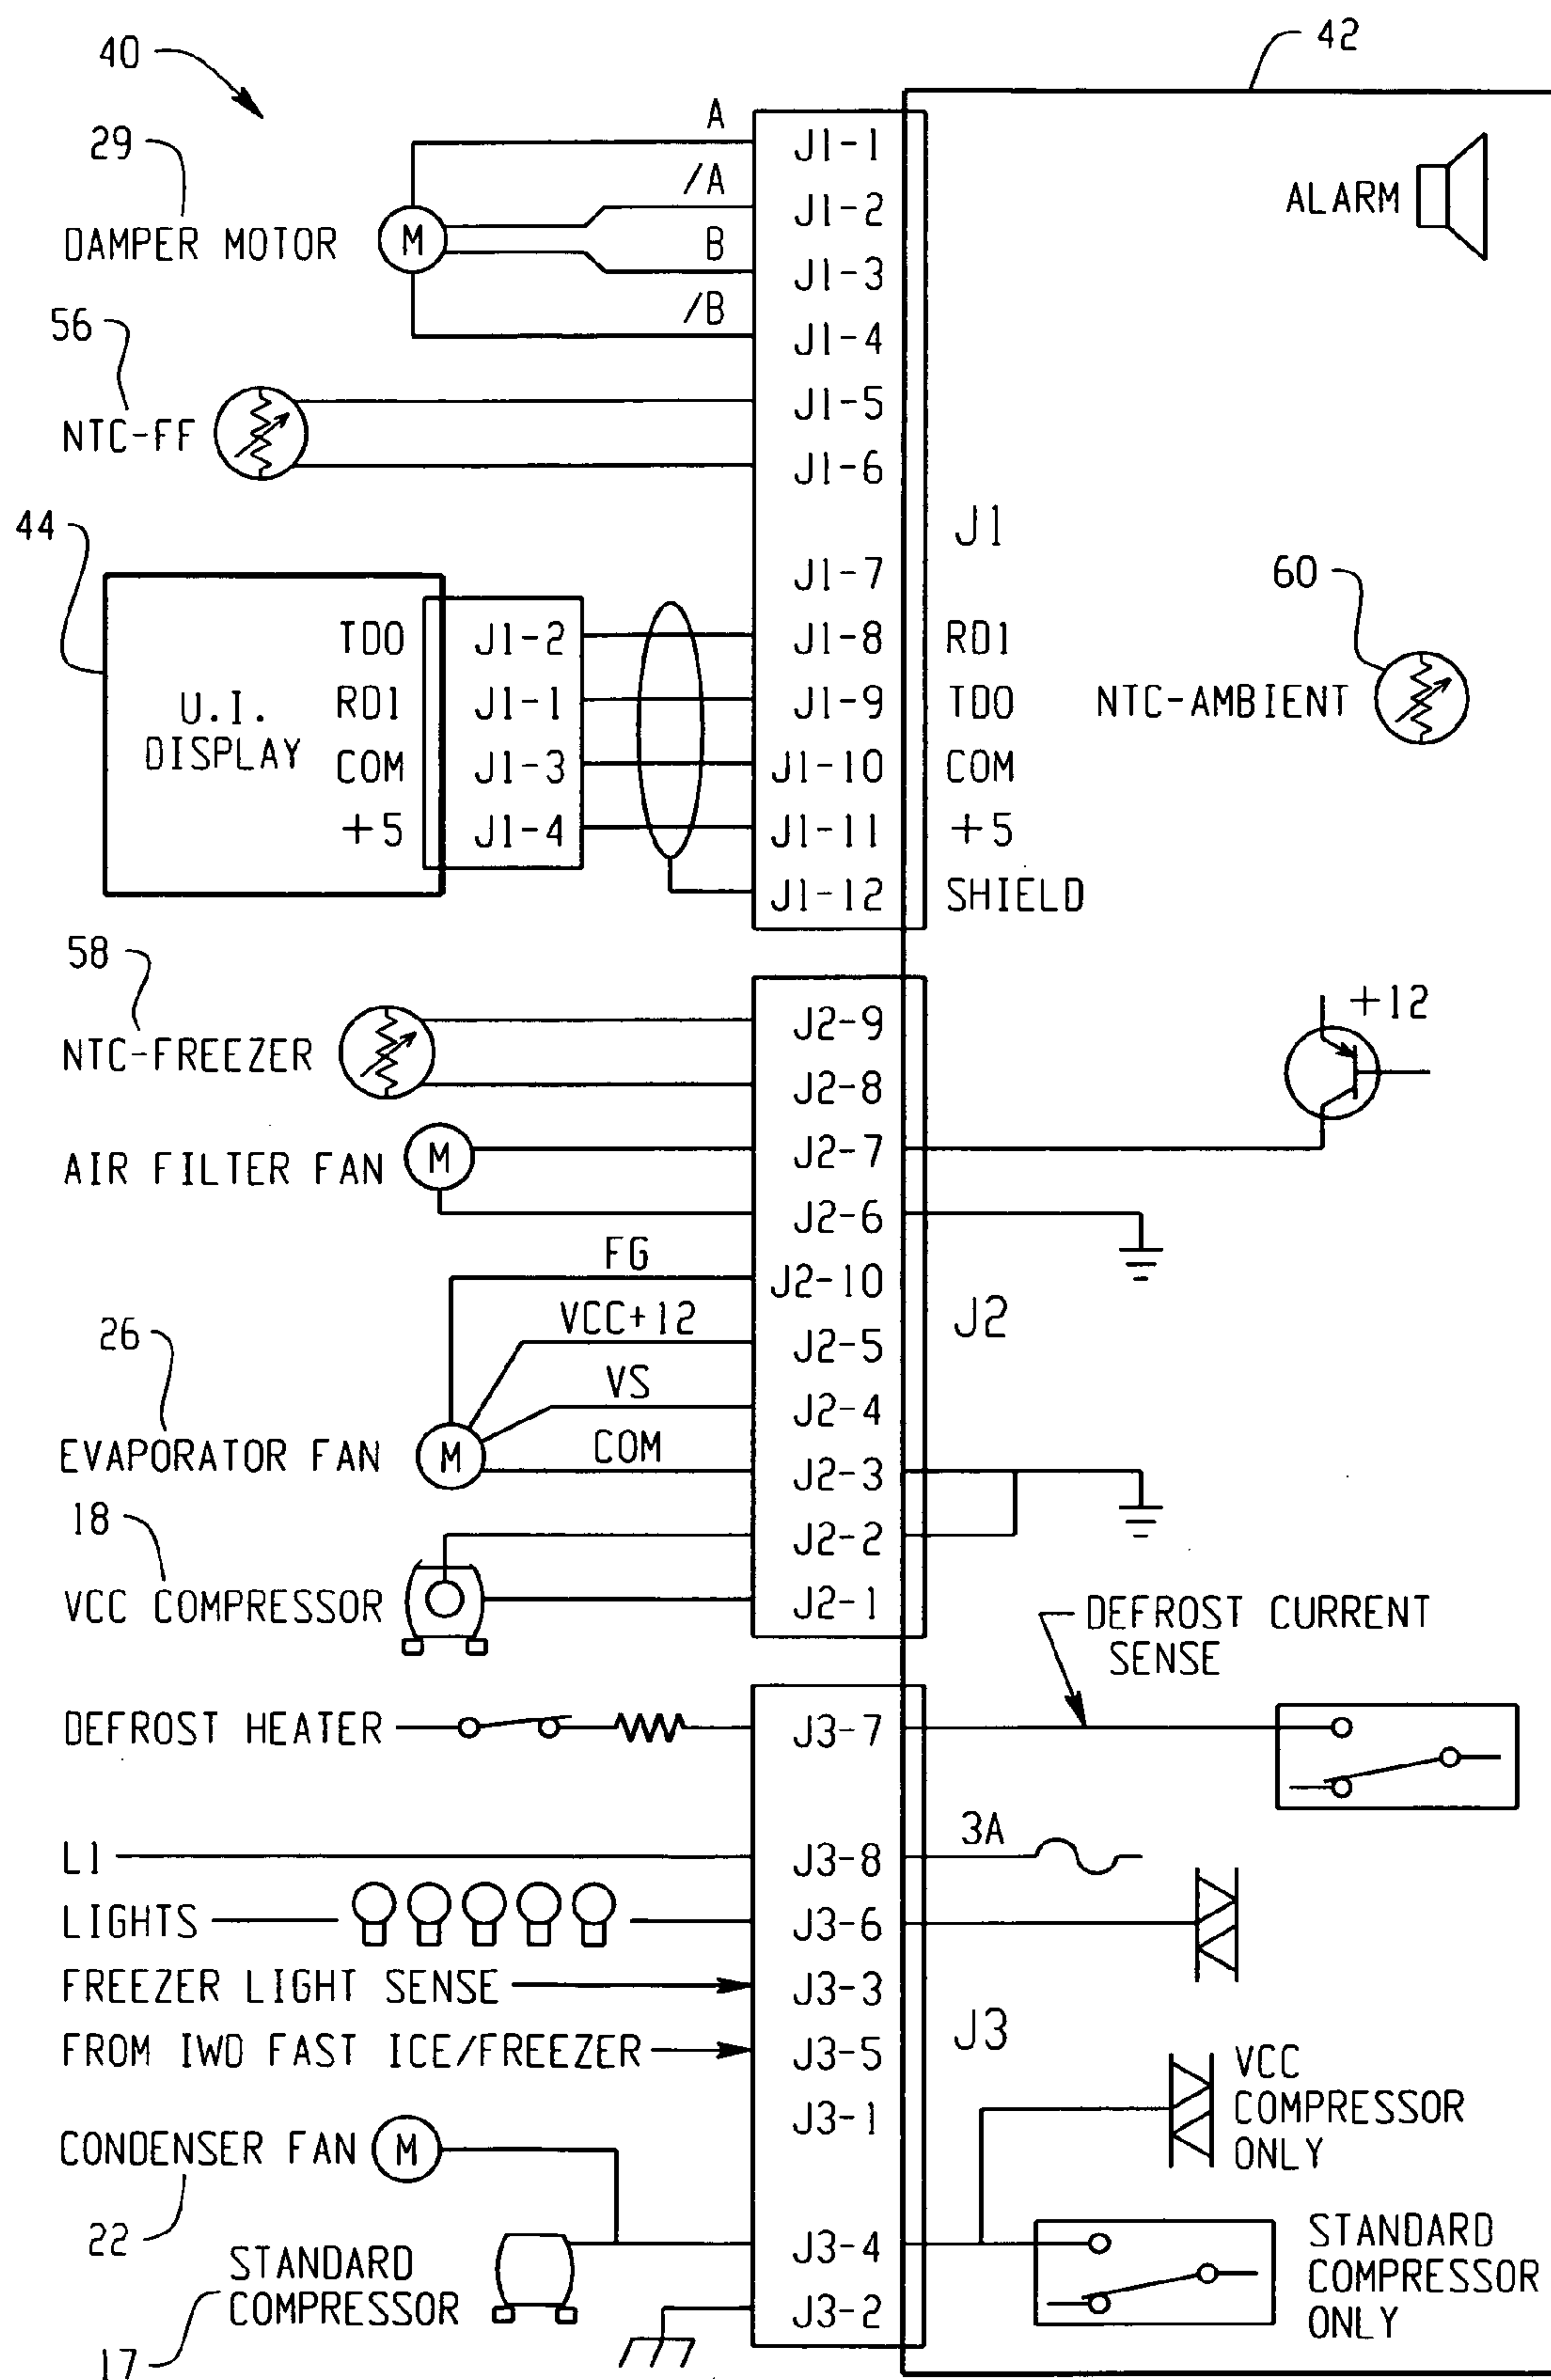 40
42
29
DAMPER MOTOR
M
A
/A
B
/B
J1-1
J1-2
J1-3
J1-4
ALARM
56
NTC-FF
J1-5
J1-6
J1
J1-7
44
U.I.
DISPLAY
TDO
RD1
COM
+5
J1-2
J1-1
J1-3
J1-4
J1-8
J1-9
J1-10
J1-11
J1-12
RD1
TDO
COM
+5
SHIELD
60
NTC-AMBIENT
58
NTC-FREEZER
J2-9
J2-8
+12
AIR FILTER FAN
M
J2-7
J2-6
FG
J2-10
VCC+12
J2-5
J2
VS
J2-4
26
EVAPORATOR FAN
M
COM
J2-3
18
VCC COMPRESSOR
J2-2
J2-1
DEFROST CURRENT
SENSE
DEFROST HEATER
J3-7
L1
J3-8
3A
LIGHTS
J3-6
FREEZER LIGHT SENSE
J3-3
FROM IWD FAST ICE/FREEZER
J3-5
J3
J3-1
VCC
COMPRESSOR
ONLY
CONDENSER FAN
M
22
J3-4
STANDARD
COMPRESSOR
17
J3-2
STANDARD
COMPRESSOR
ONLY